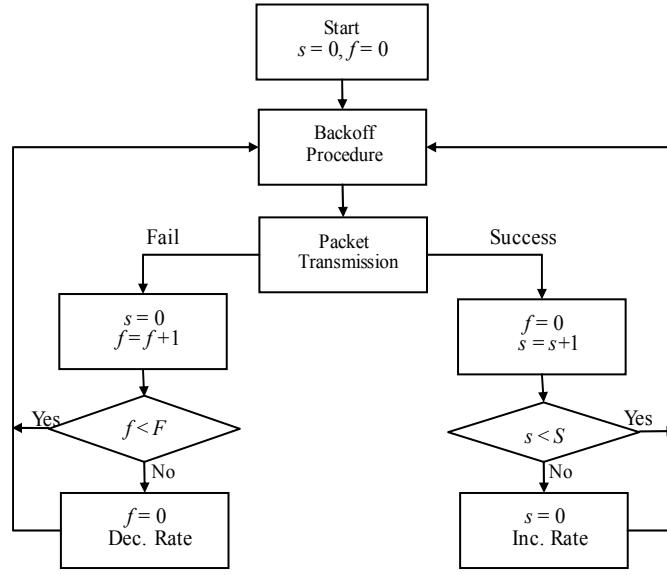 Start
s = 0, f = 0
Backoff
Procedure
Packet
Transmission
Fail
Success
s = 0
f = f+1
f = 0
s = s+1
Yes
f < F
No
s < S
Yes
No
f = 0
Dec. Rate
s = 0
Inc. Rate